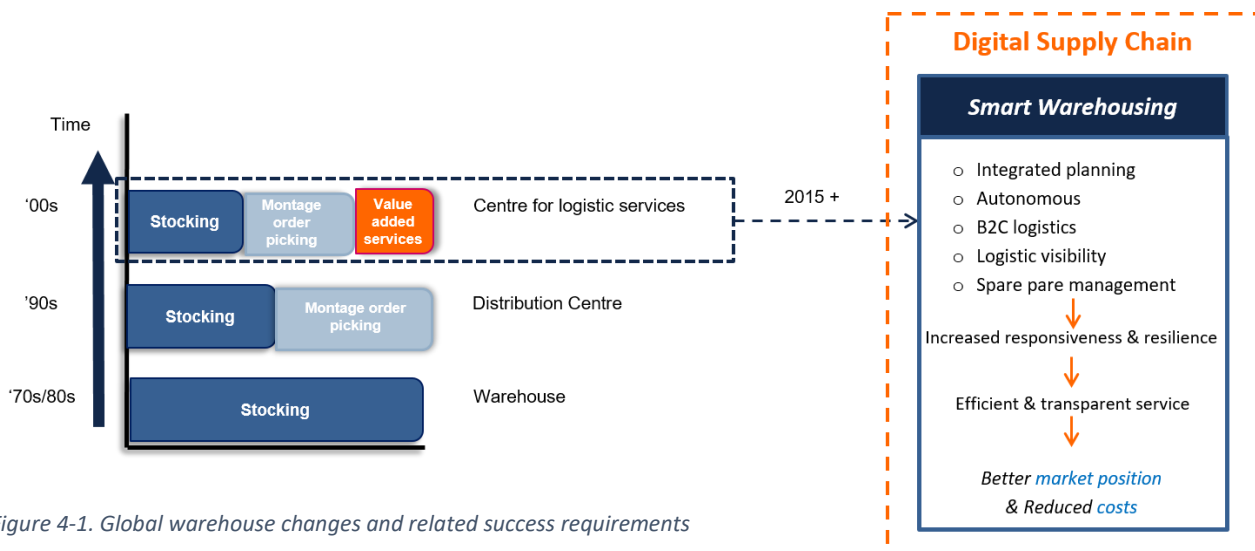 Digital Supply Chain
Smart Warehousing
o Integrated planning
o Autonomous
o B2C logistics
o Logistic visibility
o Spare pare management
Increased responsiveness & resilience
Efficient & transparent service
Better market position
& Reduced costs
Time
'00s
Stocking
Montage
order
picking
Value
added
services
Centre for logistic services
2015 +
'90s
Stocking
Montage order
picking
Distribution Centre
'70s/80s
Stocking
Warehouse
igure 4-1. Global warehouse changes and related success requirements